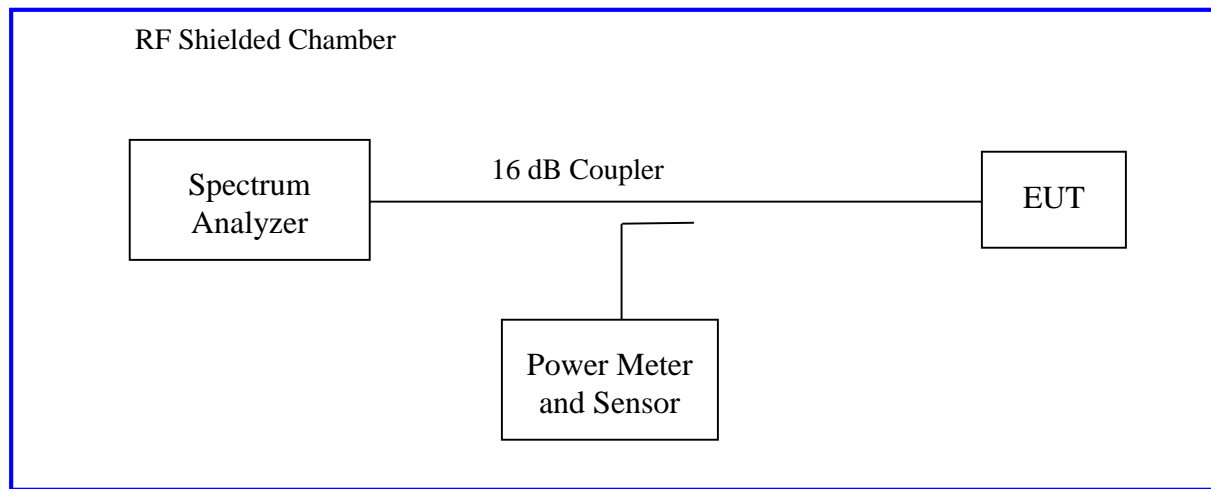 RF Shielded Chamber
16 dB Coupler
Spectrum
Analyzer
EUT
Power Meter
and Sensor